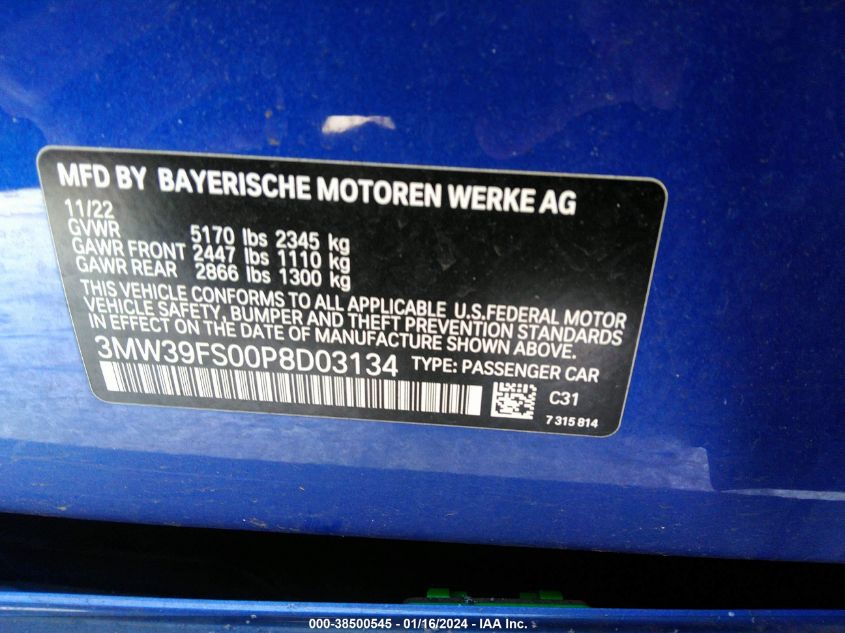 MFD BY BAYERISCHE MOTOREN WERKE AG
11/22
GVWR 5170 lbs 2345 kg
GAWR FRONT 2447 lbs 1110 kg
GAWR REAR 2866 lbs 1300 kg
THIS VEHICLE CONFORMS TO ALL APPLICABLE U.S.FEDERAL MOTOR
VEHICLE SAFETY, BUMPER AND THEFT PREVENTION STANDARDS
IN EFFECT ON THE DATE OF MANUFACTURE SHOWN ABOVE.
3MW39FS00P8D03134 TYPE: PASSENGER CAR
C31
7 315 814
000-38500545 - 01/16/2024 - IAA Inc.